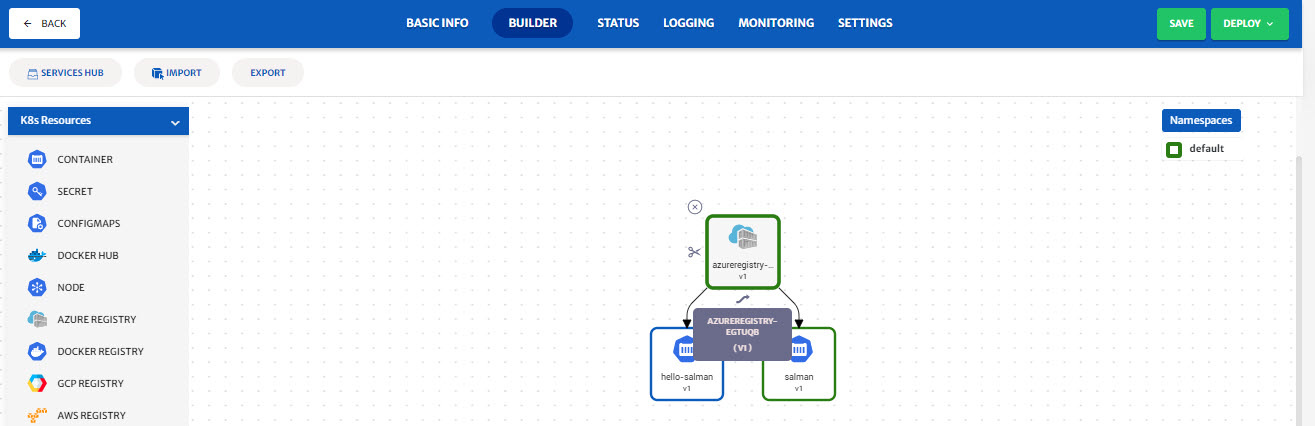 BACK
BASIC INFO
BUILDER
STATUS
LOGGING
MONITORING
SETTINGS
SAVE
DEPLOY
SERVICES HUB
IMPORT
EXPORT
K8s Resources
CONTAINER
SECRET
CONFIGMAPS
DOCKER HUB
NODE
AZURE REGISTRY
DOCKER REGISTRY
GCP REGISTRY
AWS REGISTRY
Namespaces
default
azureregistry-...
v1
AZUREREGISTRY-
EGTUQB
(V1)
hello-salman
v1
salman
v1